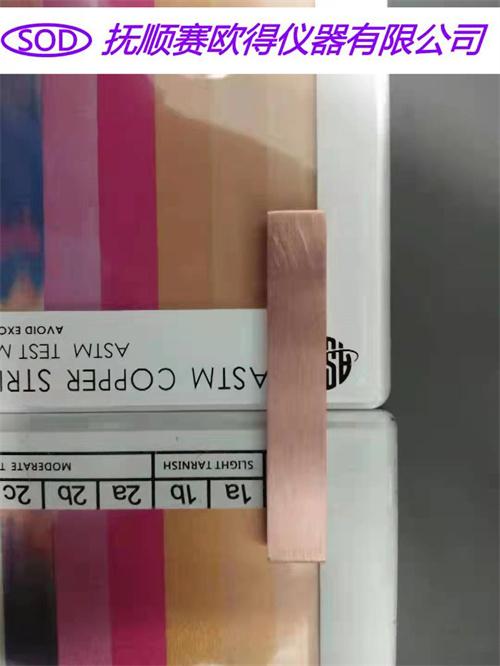 SOD 抚顺赛欧得仪器有限公司
ASTM COPPER STRI
ASTM TEST M
AVOID EXC
SLIGHT TARNISH MODERATE T
1a 1b 2a 2b 2c